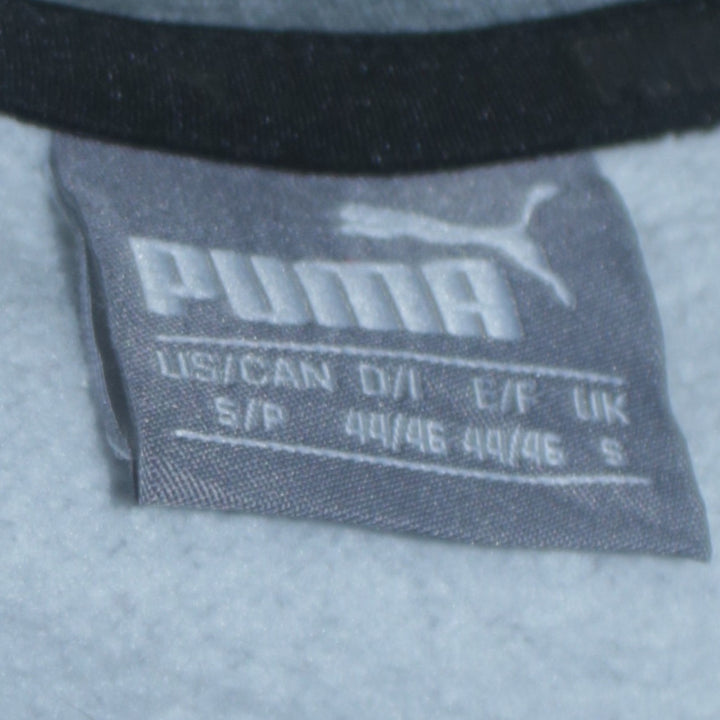 PUMA
US/CAN D/I E/F UK
S/P 44/46 44/46 S